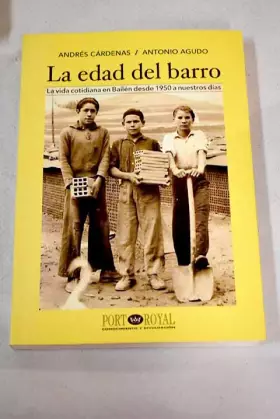 ANDRÉS CÁRDENAS / ANTONIO AGUDO
La edad del barro
La vida cotidiana en Bailén desde 1950 a nuestros días
PORT ROYAL